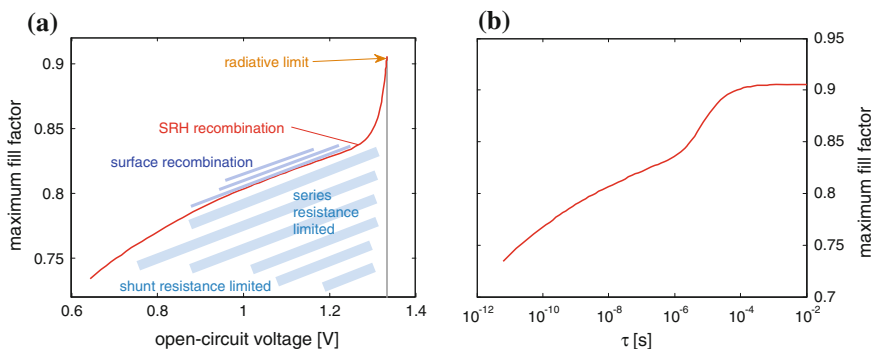 (a)
maximum fill factor
0.9
0.85
0.8
0.75
radiative limit
SRH recombination
surface recombination
series
resistance
limited
shunt resistance limited
0.6 0.8 1 1.2 1.4
open-circuit voltage [V]
(b)
0.95
0.9
0.85
0.8
0.75
0.7
maximum fill factor
10⁻¹² 10⁻¹⁰ 10⁻⁸ 10⁻⁶ 10⁻⁴ 10⁻²
τ [s]